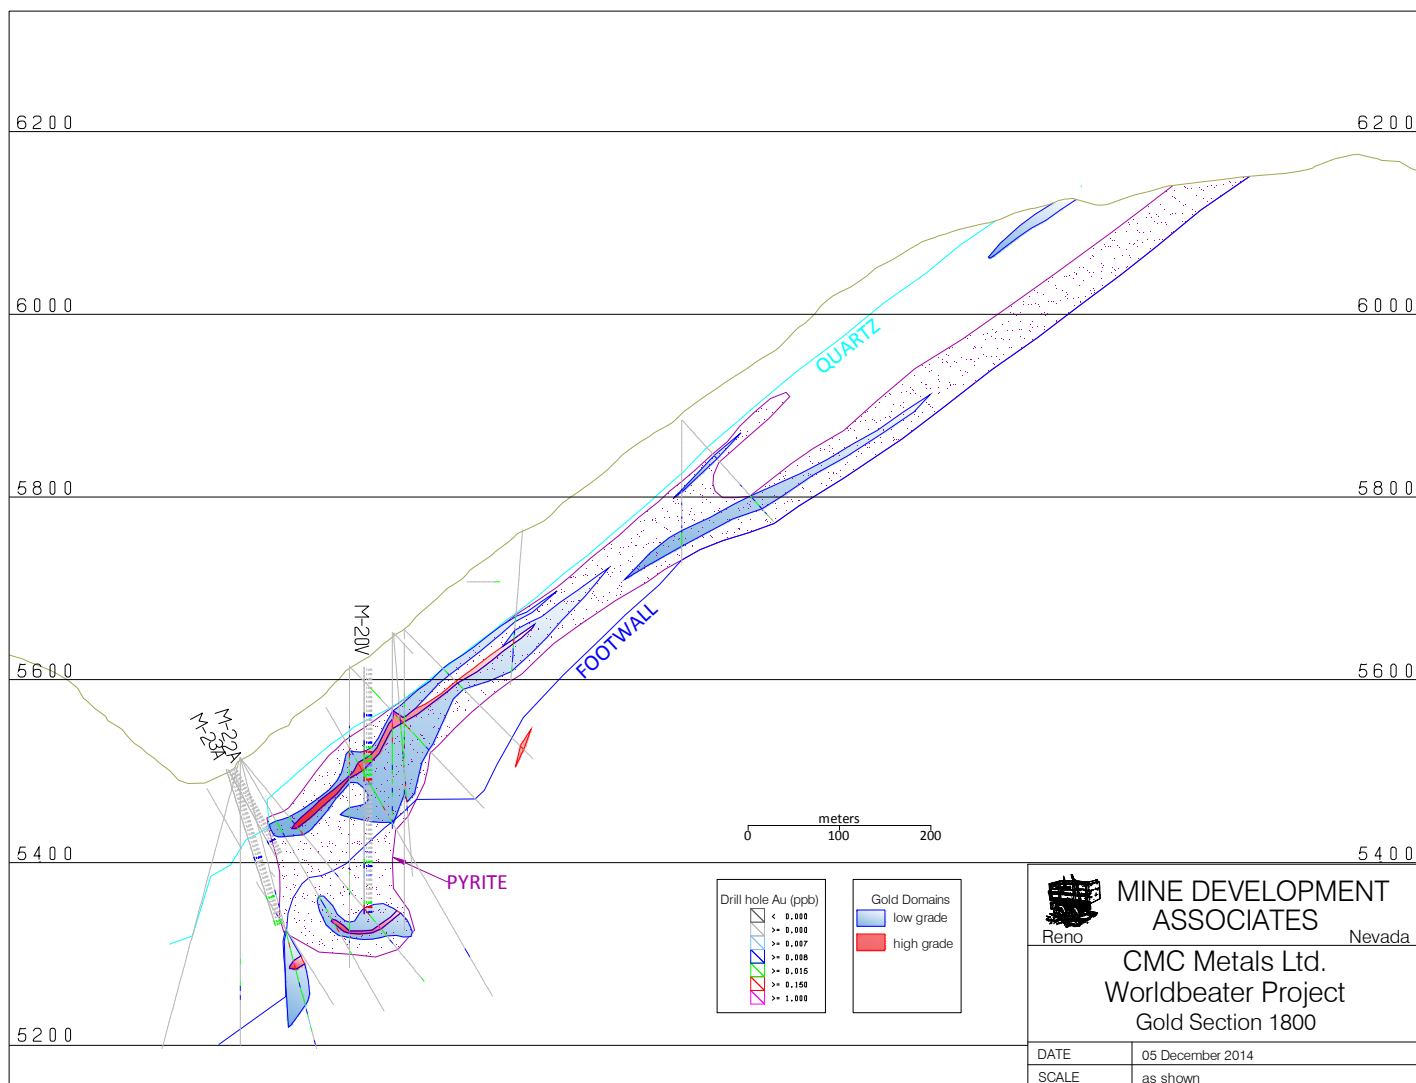 6200 6200
6000 6000
QUARTZ
5800 5800
FOOTWALL
M-20V
5600 5600
M-22A
M-23A
meters
0 100 200
5400 5400
PYRITE
Drill hole Au (ppb)
< 0.000
>= 0.000
>= 0.007
>= 0.008
>= 0.015
>= 0.150
>= 1.000
Gold Domains
low grade
high grade
MINE DEVELOPMENT
ASSOCIATES
Reno Nevada
CMC Metals Ltd.
Worldbeater Project
Gold Section 1800
5200
DATE 05 December 2014
SCALE as shown